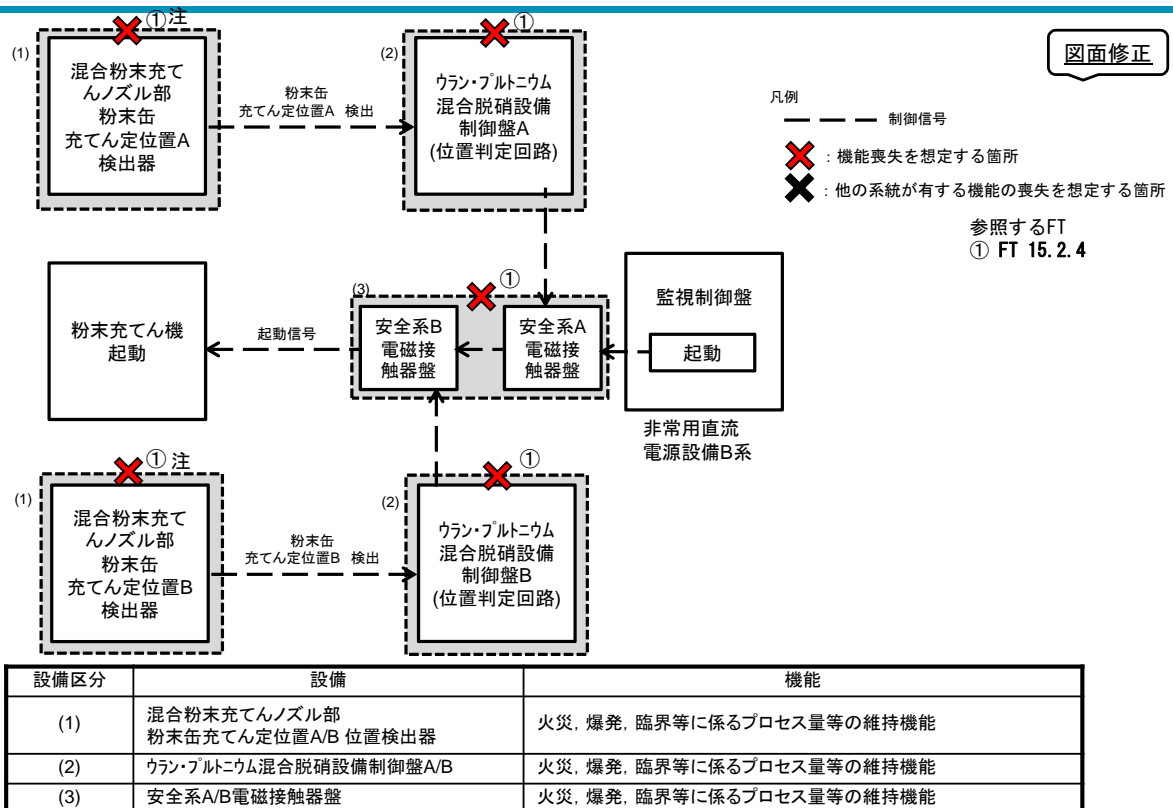 ①注
(1)
混合粉末充て
んノズル部
粉末缶
充てん定位置A
検出器
粉末缶
充てん定位置A 検出
①
(2)
ウラン・プルトニウム
混合脱硝設備
制御盤A
(位置判定回路)
図面修正
凡例
制御信号
：機能喪失を想定する箇所
：他の系統が有する機能の喪失を想定する箇所
参照するFT
① FT 15.2.4
粉末充てん機
起動
起動信号
(3)
①
安全系B
電磁接
触器盤
安全系A
電磁接
触器盤
監視制御盤
起動
非常用直流
電源設備B系
①注
(1)
混合粉末充て
んノズル部
粉末缶
充てん定位置B
検出器
粉末缶
充てん定位置B 検出
①
(2)
ウラン・プルトニウム
混合脱硝設備
制御盤B
(位置判定回路)
設備区分 設備 機能
(1) 混合粉末充てんノズル部
粉末缶充てん定位置A/B 位置検出器 火災，爆発，臨界等に係るプロセス量等の維持機能
(2) ウラン・プルトニウム混合脱硝設備制御盤A/B 火災，爆発，臨界等に係るプロセス量等の維持機能
(3) 安全系A/B電磁接触器盤 火災，爆発，臨界等に係るプロセス量等の維持機能